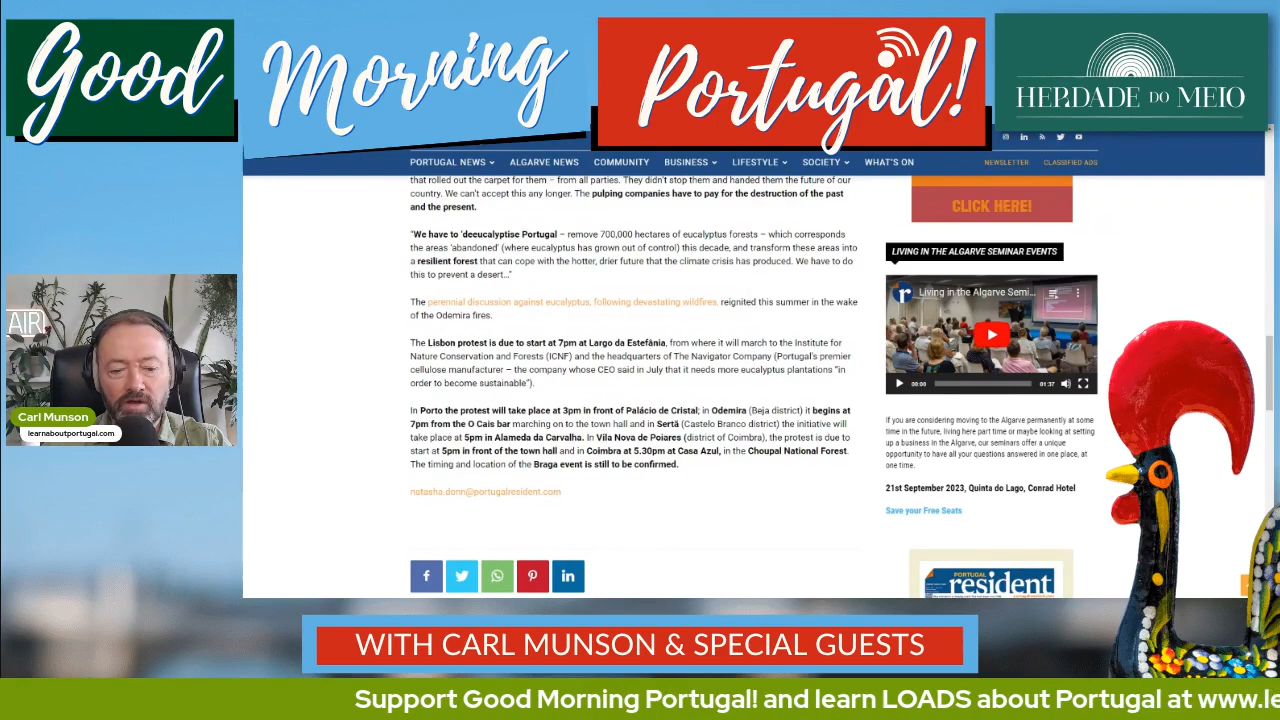 Good
Morning
Portugal!
HERDADE DO MEIO
PORTUGAL NEWS
ALGARVE NEWS
COMMUNITY
BUSINESS
LIFESTYLE
SOCIETY
WHAT'S ON
NEWSLETTER
CLASSIFIED ADS
that rolled out the carpet for them – from all parties. They didn't stop them and handed them the future of our
country. We can't accept this any longer. The pulping companies have to pay for the destruction of the past
and the present.
"We have to 'deeucalyptise Portugal – remove 700,000 hectares of eucalyptus forests – which corresponds
the areas 'abandoned' (where eucalyptus has grown out of control) this decade, and transform these areas into
a resilient forest that can cope with the hotter, drier future that the climate crisis has produced. We have to do
this to prevent a desert…"
The perennial discussion against eucalyptus, following devastating wildfires, reignited this summer in the wake
of the Odemira fires.
The Lisbon protest is due to start at 7pm at Largo da Estefânia, from where it will march to the Institute for
Nature Conservation and Forests (ICNF) and the headquarters of The Navigator Company (Portugal's premier
cellulose manufacturer – the company whose CEO said in July that it needs more eucalyptus plantations "in
order to become sustainable").
In Porto the protest will take place at 3pm in front of Palácio de Cristal; in Odemira (Beja district) it begins at
7pm from the O Cais bar marching on to the town hall and in Sertã (Castelo Branco district) the initiative will
take place at 5pm in Alameda da Carvalha. In Vila Nova de Poiares (district of Coimbra), the protest is due to
start at 5pm in front of the town hall and in Coimbra at 5.30pm at Casa Azul, in the Choupal National Forest.
The timing and location of the Braga event is still to be confirmed.
natasha.donn@portugalresident.com
CLICK HERE!
LIVING IN THE ALGARVE SEMINAR EVENTS
Living in the Algarve Semi...
00:00
01:37
If you are considering moving to the Algarve permanently at some
time in the future, living here part time or maybe looking at setting
up a business in the Algarve, our seminars offer a unique
opportunity to have all your questions answered in one place, at
one time.
21st September 2023, Quinta do Lago, Conrad Hotel
Save your Free Seats
PORTUGAL
resident
AIR
Carl Munson
learnaboutportugal.com
WITH CARL MUNSON & SPECIAL GUESTS
Support Good Morning Portugal! and learn LOADS about Portugal at www.le